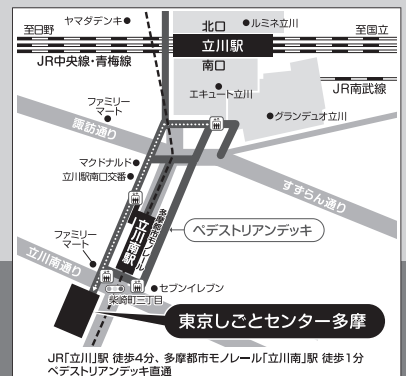 ヤマダデンキ
至日野
北口
ルミネ立川
至国立
立川駅
JR中央線・青梅線
南口
JR南武線
エキュート立川
ファミリー
マート
グランデュオ立川
諏訪通り
マクドナルド
立川駅南口交番
すずらん通り
立川南駅
多摩都市モノレール
ペデストリアンデッキ
ファミリー
マート
立川南通り
セブンイレブン
柴崎町三丁目
東京しごとセンター多摩
JR「立川」駅 徒歩4分、多摩都市モノレール「立川南」駅 徒歩1分
ペデストリアンデッキ直通